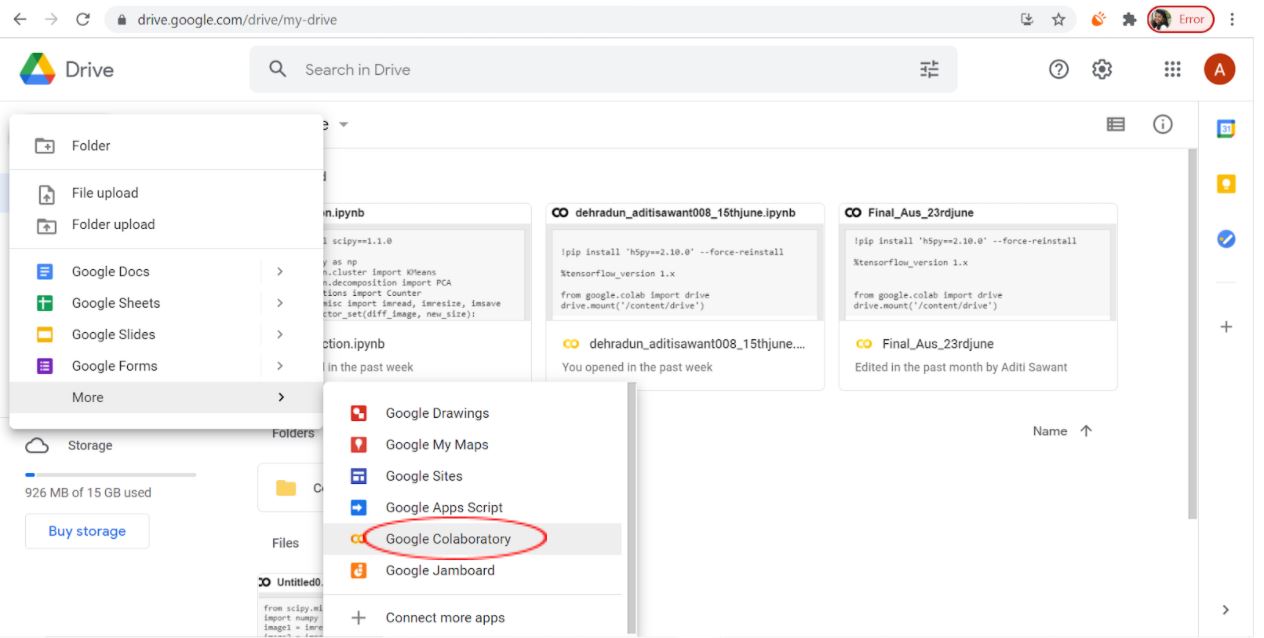 drive.google.com/drive/my-drive
Error
Drive
Search in Drive
A
Folder
File upload
Folder upload
Google Docs
Google Sheets
Google Slides
Google Forms
More
Storage
926 MB of 15 GB used
Buy storage
31
dehradun_aditisawant008_15thjune.ipynb
!pip install 'h5py==2.10.0' --force-reinstall
%tensorflow_version 1.x
from google.colab import drive
drive.mount('/content/drive')
dehradun_aditisawant008_15thjune....
You opened in the past week
Final_Aus_23rdjune
!pip install 'h5py==2.10.0' --force-reinstall
%tensorflow_version 1.x
from google.colab import drive
drive.mount('/content/drive')
Final_Aus_23rdjune
Edited in the past month by Aditi Sawant
on.ipynb
l scipy==1.1.0
y as np
n.cluster import KMeans
n.decomposition import PCA
tions import Counter
misc import imread, imresize, imsave
ctor_set(diff_image, new_size):
ction.ipynb
in the past week
Folders
Name
Files
Google Drawings
Google My Maps
Google Sites
Google Apps Script
Google Colaboratory
Google Jamboard
Connect more apps
Untitled0.
from scipy.mi
import numpy
image1 = imre